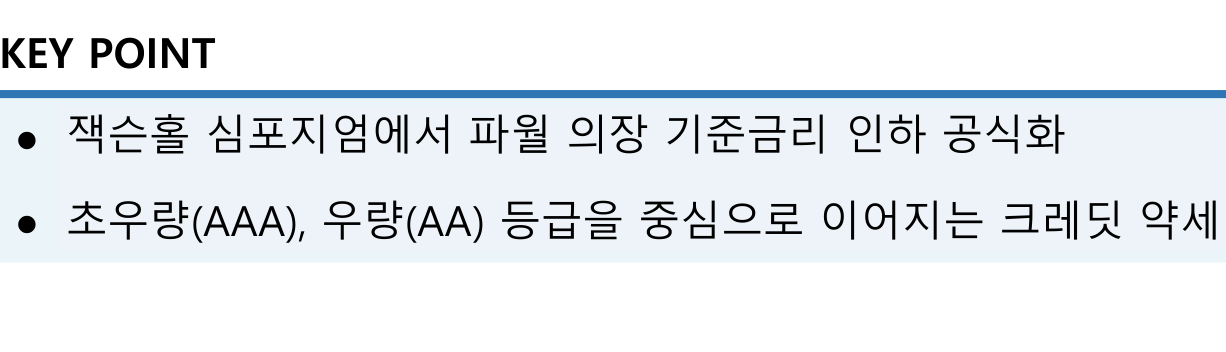 KEY POINT
● 잭슨홀 심포지엄에서 파월 의장 기준금리 인하 공식화
● 초우량(AAA), 우량(AA) 등급을 중심으로 이어지는 크레딧 약세